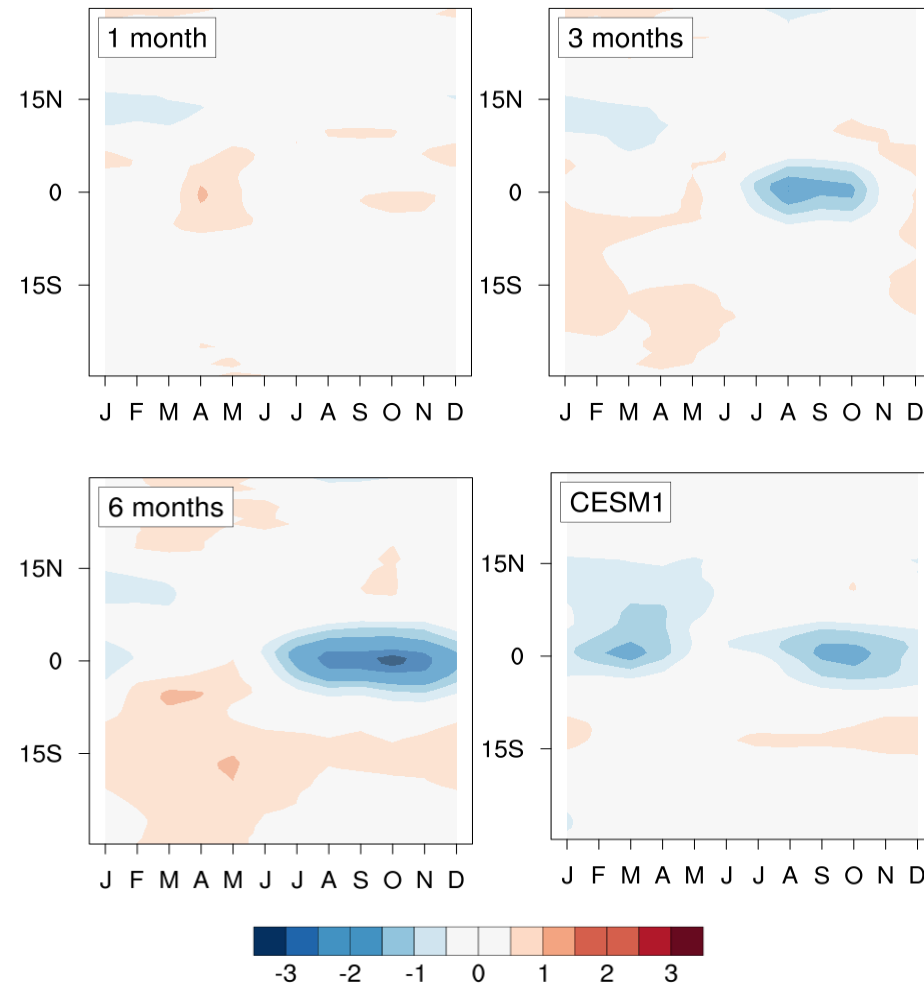 1 month
15N
0
15S
J F M A M J J A S O N D
3 months
15N
0
15S
J F M A M J J A S O N D
6 months
15N
0
15S
J F M A M J J A S O N D
CESM1
15N
0
15S
J F M A M J J A S O N D
-3 -2 -1 0 1 2 3